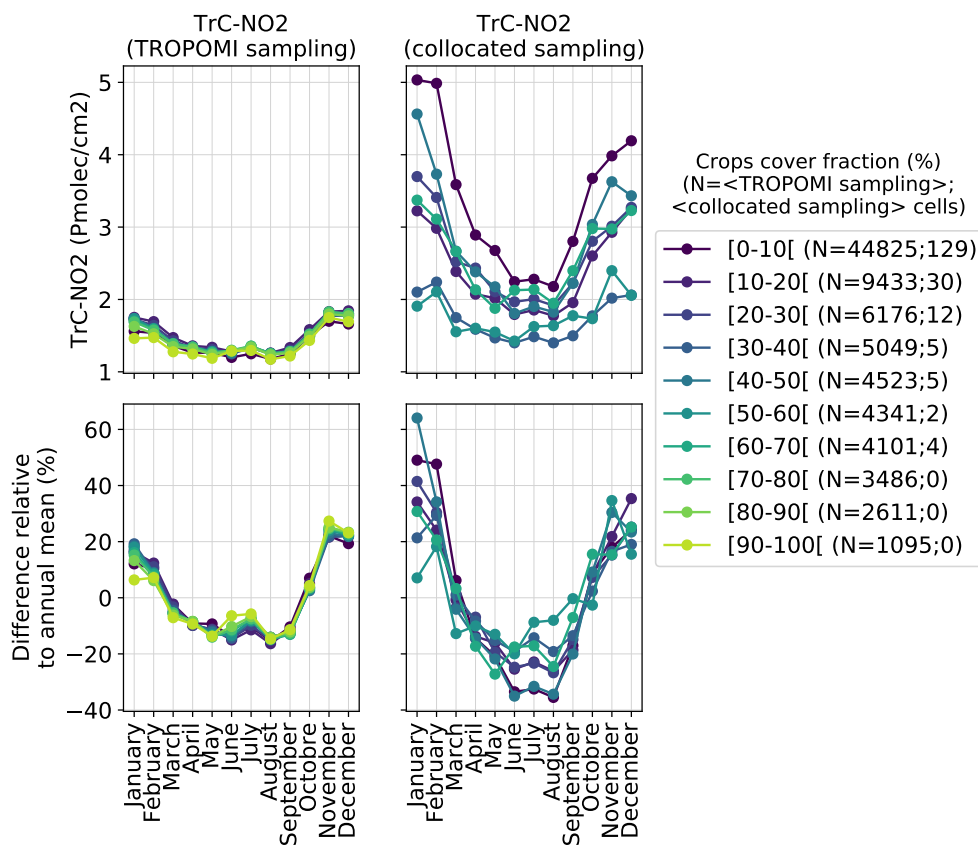 TrC-NO2
(TROPOMI sampling)
TrC-NO2
(collocated sampling)
TrC-NO2 (Pmolec/cm2)
5
4
3
2
1
Difference relative
to annual mean (%)
60
40
20
0
−20
−40
January
February
March
April
May
June
July
August
September
Octobre
November
December
January
February
March
April
May
June
July
August
September
Octobre
November
December
Crops cover fraction (%)
(N=<TROPOMI sampling>;
<collocated sampling> cells)
[0-10[ (N=44825;129)
[10-20[ (N=9433;30)
[20-30[ (N=6176;12)
[30-40[ (N=5049;5)
[40-50[ (N=4523;5)
[50-60[ (N=4341;2)
[60-70[ (N=4101;4)
[70-80[ (N=3486;0)
[80-90[ (N=2611;0)
[90-100[ (N=1095;0)